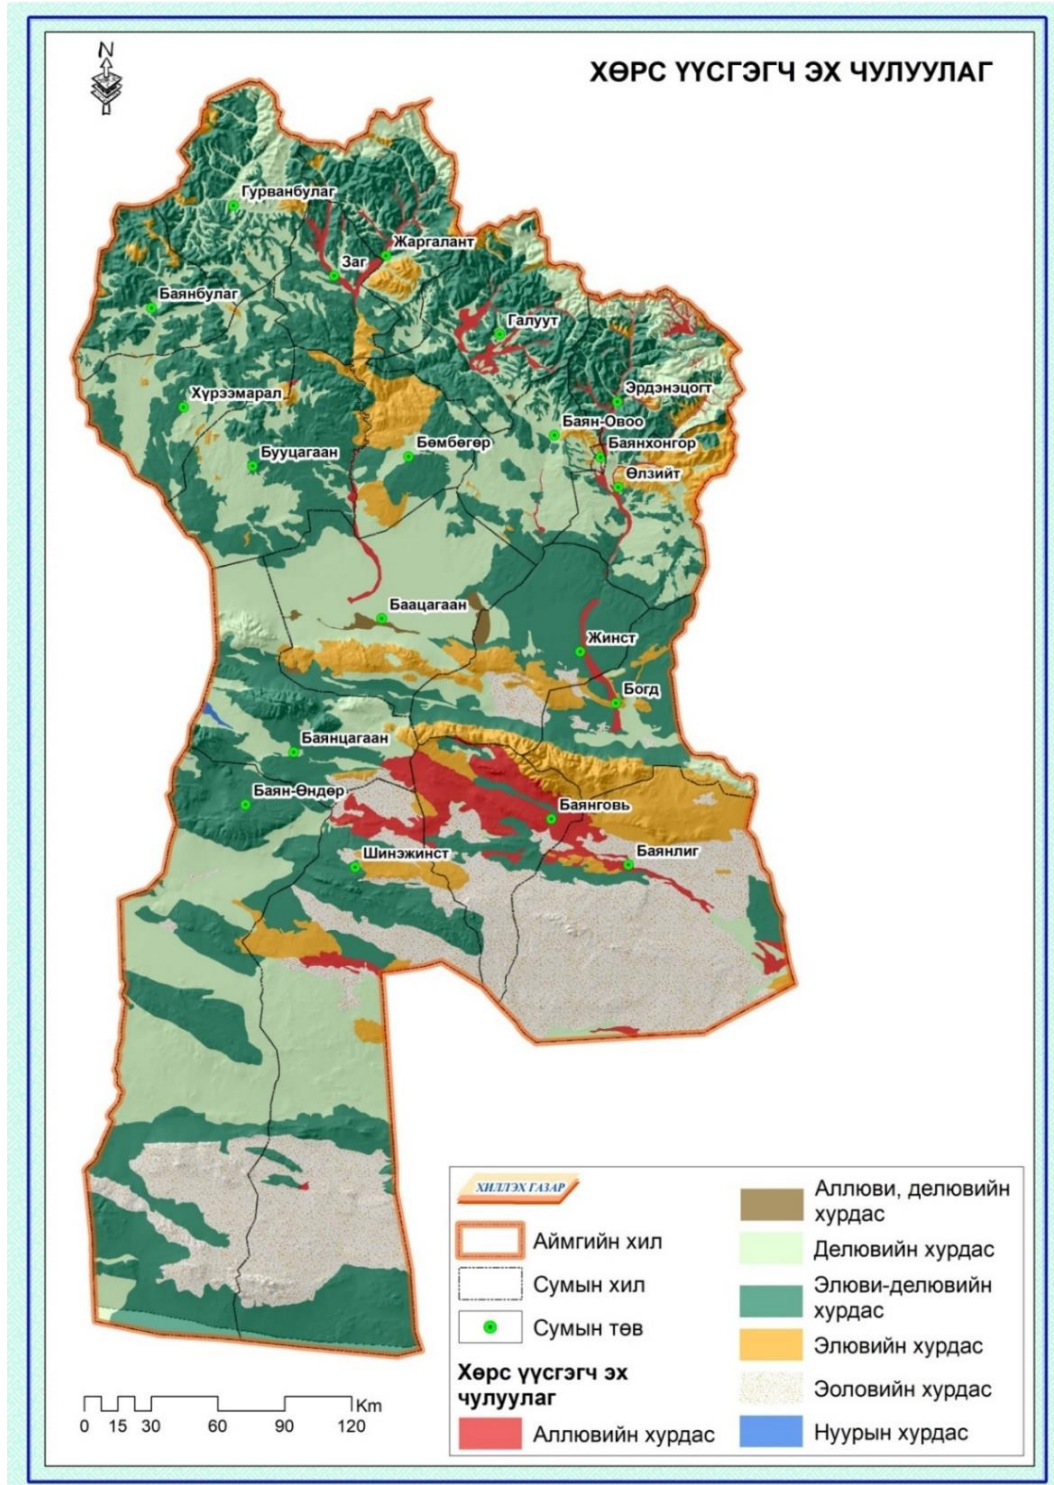 N
ХӨРС ҮҮСГЭГЧ ЭХ ЧУЛУУЛАГ
Гурванбулаг
Жаргалант
Заг
Баянбулаг
Галуут
Хүрээмарал
Эрдэнэцогт
Баян-Овоо
Бууцагаан
Бөмбөгөр
Баянхонгор
Өлзийт
Баацагаан
Жинст
Богд
Баянцагаан
Баян-Өндөр
Баянговь
Шинэжинст
Баянлиг
ХИЛЛЭХ ГАЗАР
Аймгийн хил
Сумын хил
Сумын төв
Хөрс үүсгэгч эх
чулуулаг
Аллювийн хурдас
Аллюви, делювийн
хурдас
Делювийн хурдас
Элюви-делювийн
хурдас
Элювийн хурдас
Эоловийн хурдас
Нуурын хурдас
Km
0 15 30 60 90 120